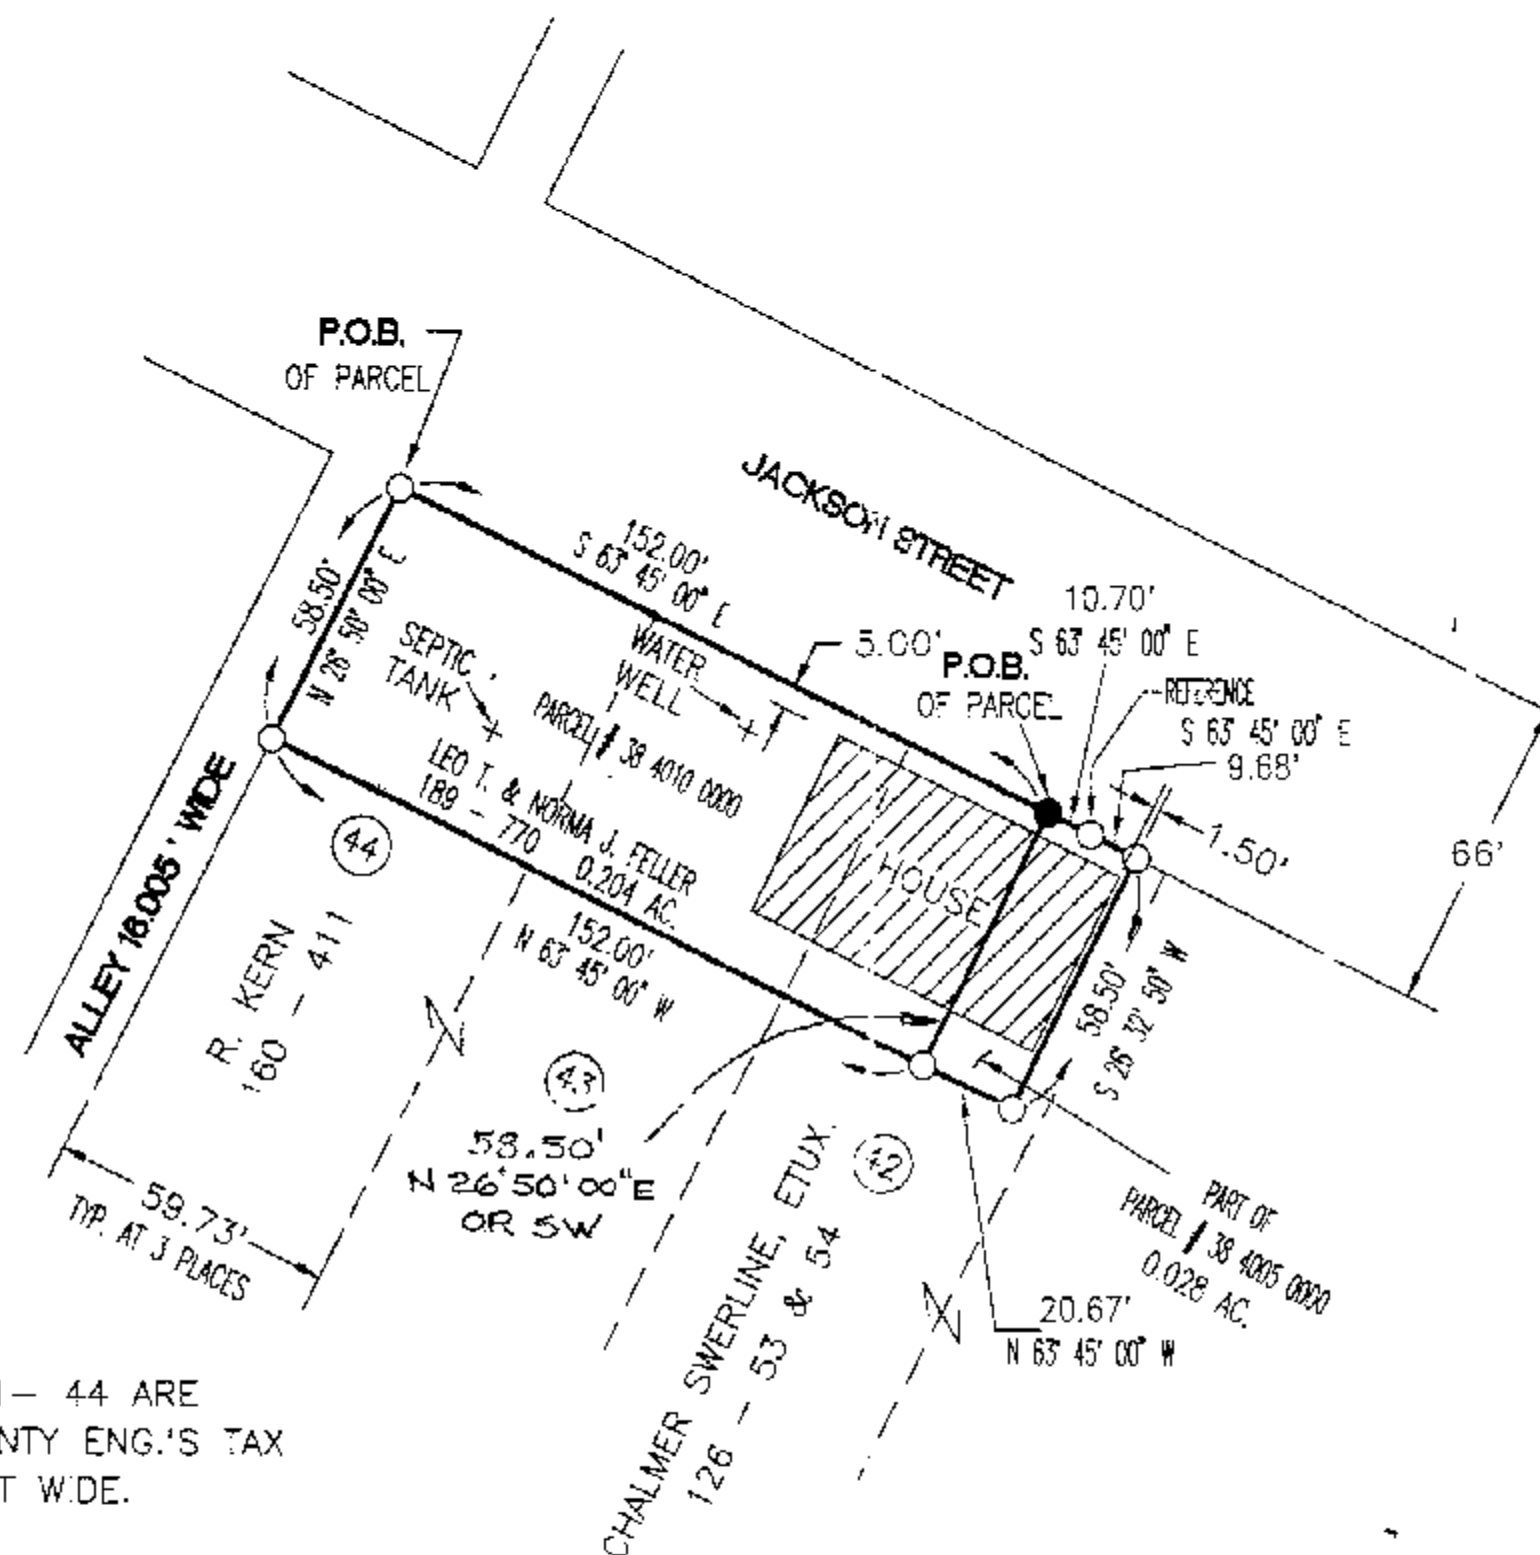 P.O.B.
OF PARCEL
JACKSON STREET
152.00'
S 63° 45' 00" E
58.50'
N 26° 50' 00" E
SEPTIC
TANK
WATER
WELL
5.00'
P.O.B.
OF PARCEL
10.70'
S 63° 45' 00" E
REFERENCE
S 63° 45' 00" E
9.68'
1.50'
66'
PARCEL # 38 4010 0000
LEO T. & NORMA J. FELLER
189 - 770
0.204 AC.
152.00'
N 63° 45' 00" W
HOUSE
ALLEY 16.005' WIDE
44
R. KERN
160 - 411
43
58.50'
N 26° 50' 00" E
OR SW
58.50'
S 26° 32' 50" W
42
CHALMER SWERLINE, ETUX.
126 - 53 & 54
PART OF
PARCEL # 38 4005 0000
0.028 AC.
20.67'
N 63° 45' 00" W
59.73'
TYP. AT 3 PLACES
- 44 ARE
NTY ENG.'S TAX
T WIDE.